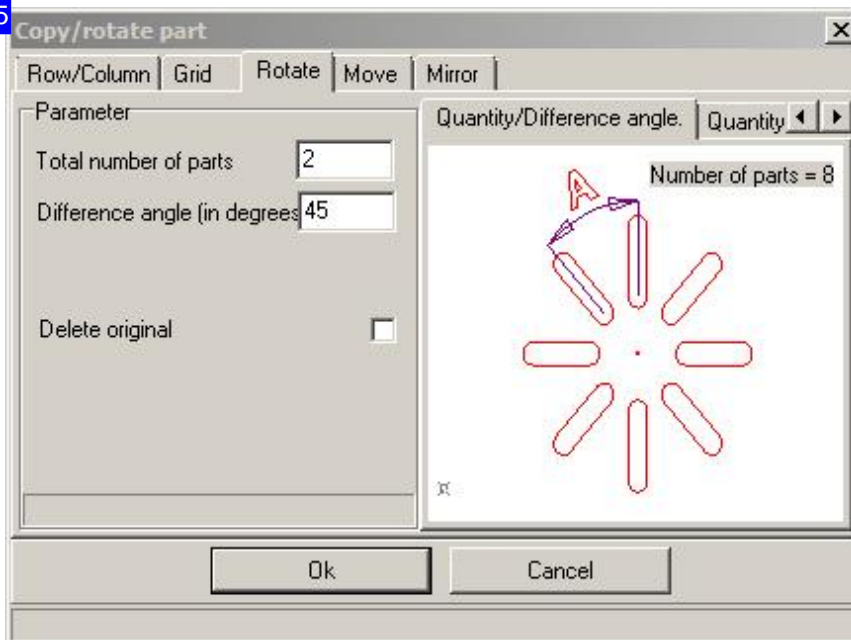 5
Copy/rotate part
Row/Column Grid Rotate Move Mirror
Parameter
Total number of parts 2
Difference angle (in degrees 45
Delete original
Quantity/Difference angle. Quantity
Number of parts = 8
A
Ok Cancel